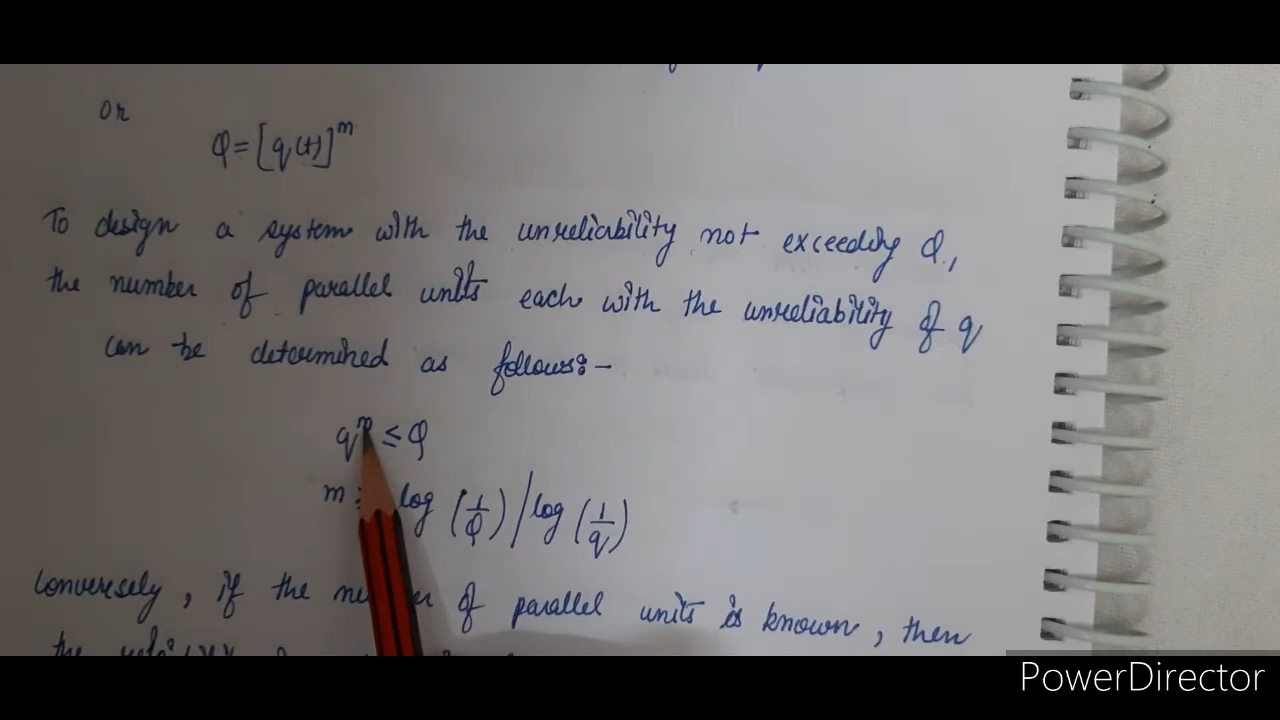 or
Q = [q(t)]^m
To design a system with the unreliability not exceeding Q,
the number of parallel units each with the unreliability of q
can be determined as follows:-
q^m ≤ Q
m log (1/Q) / log (1/q)
Conversely, if the of parallel units is known, then
the
PowerDirector